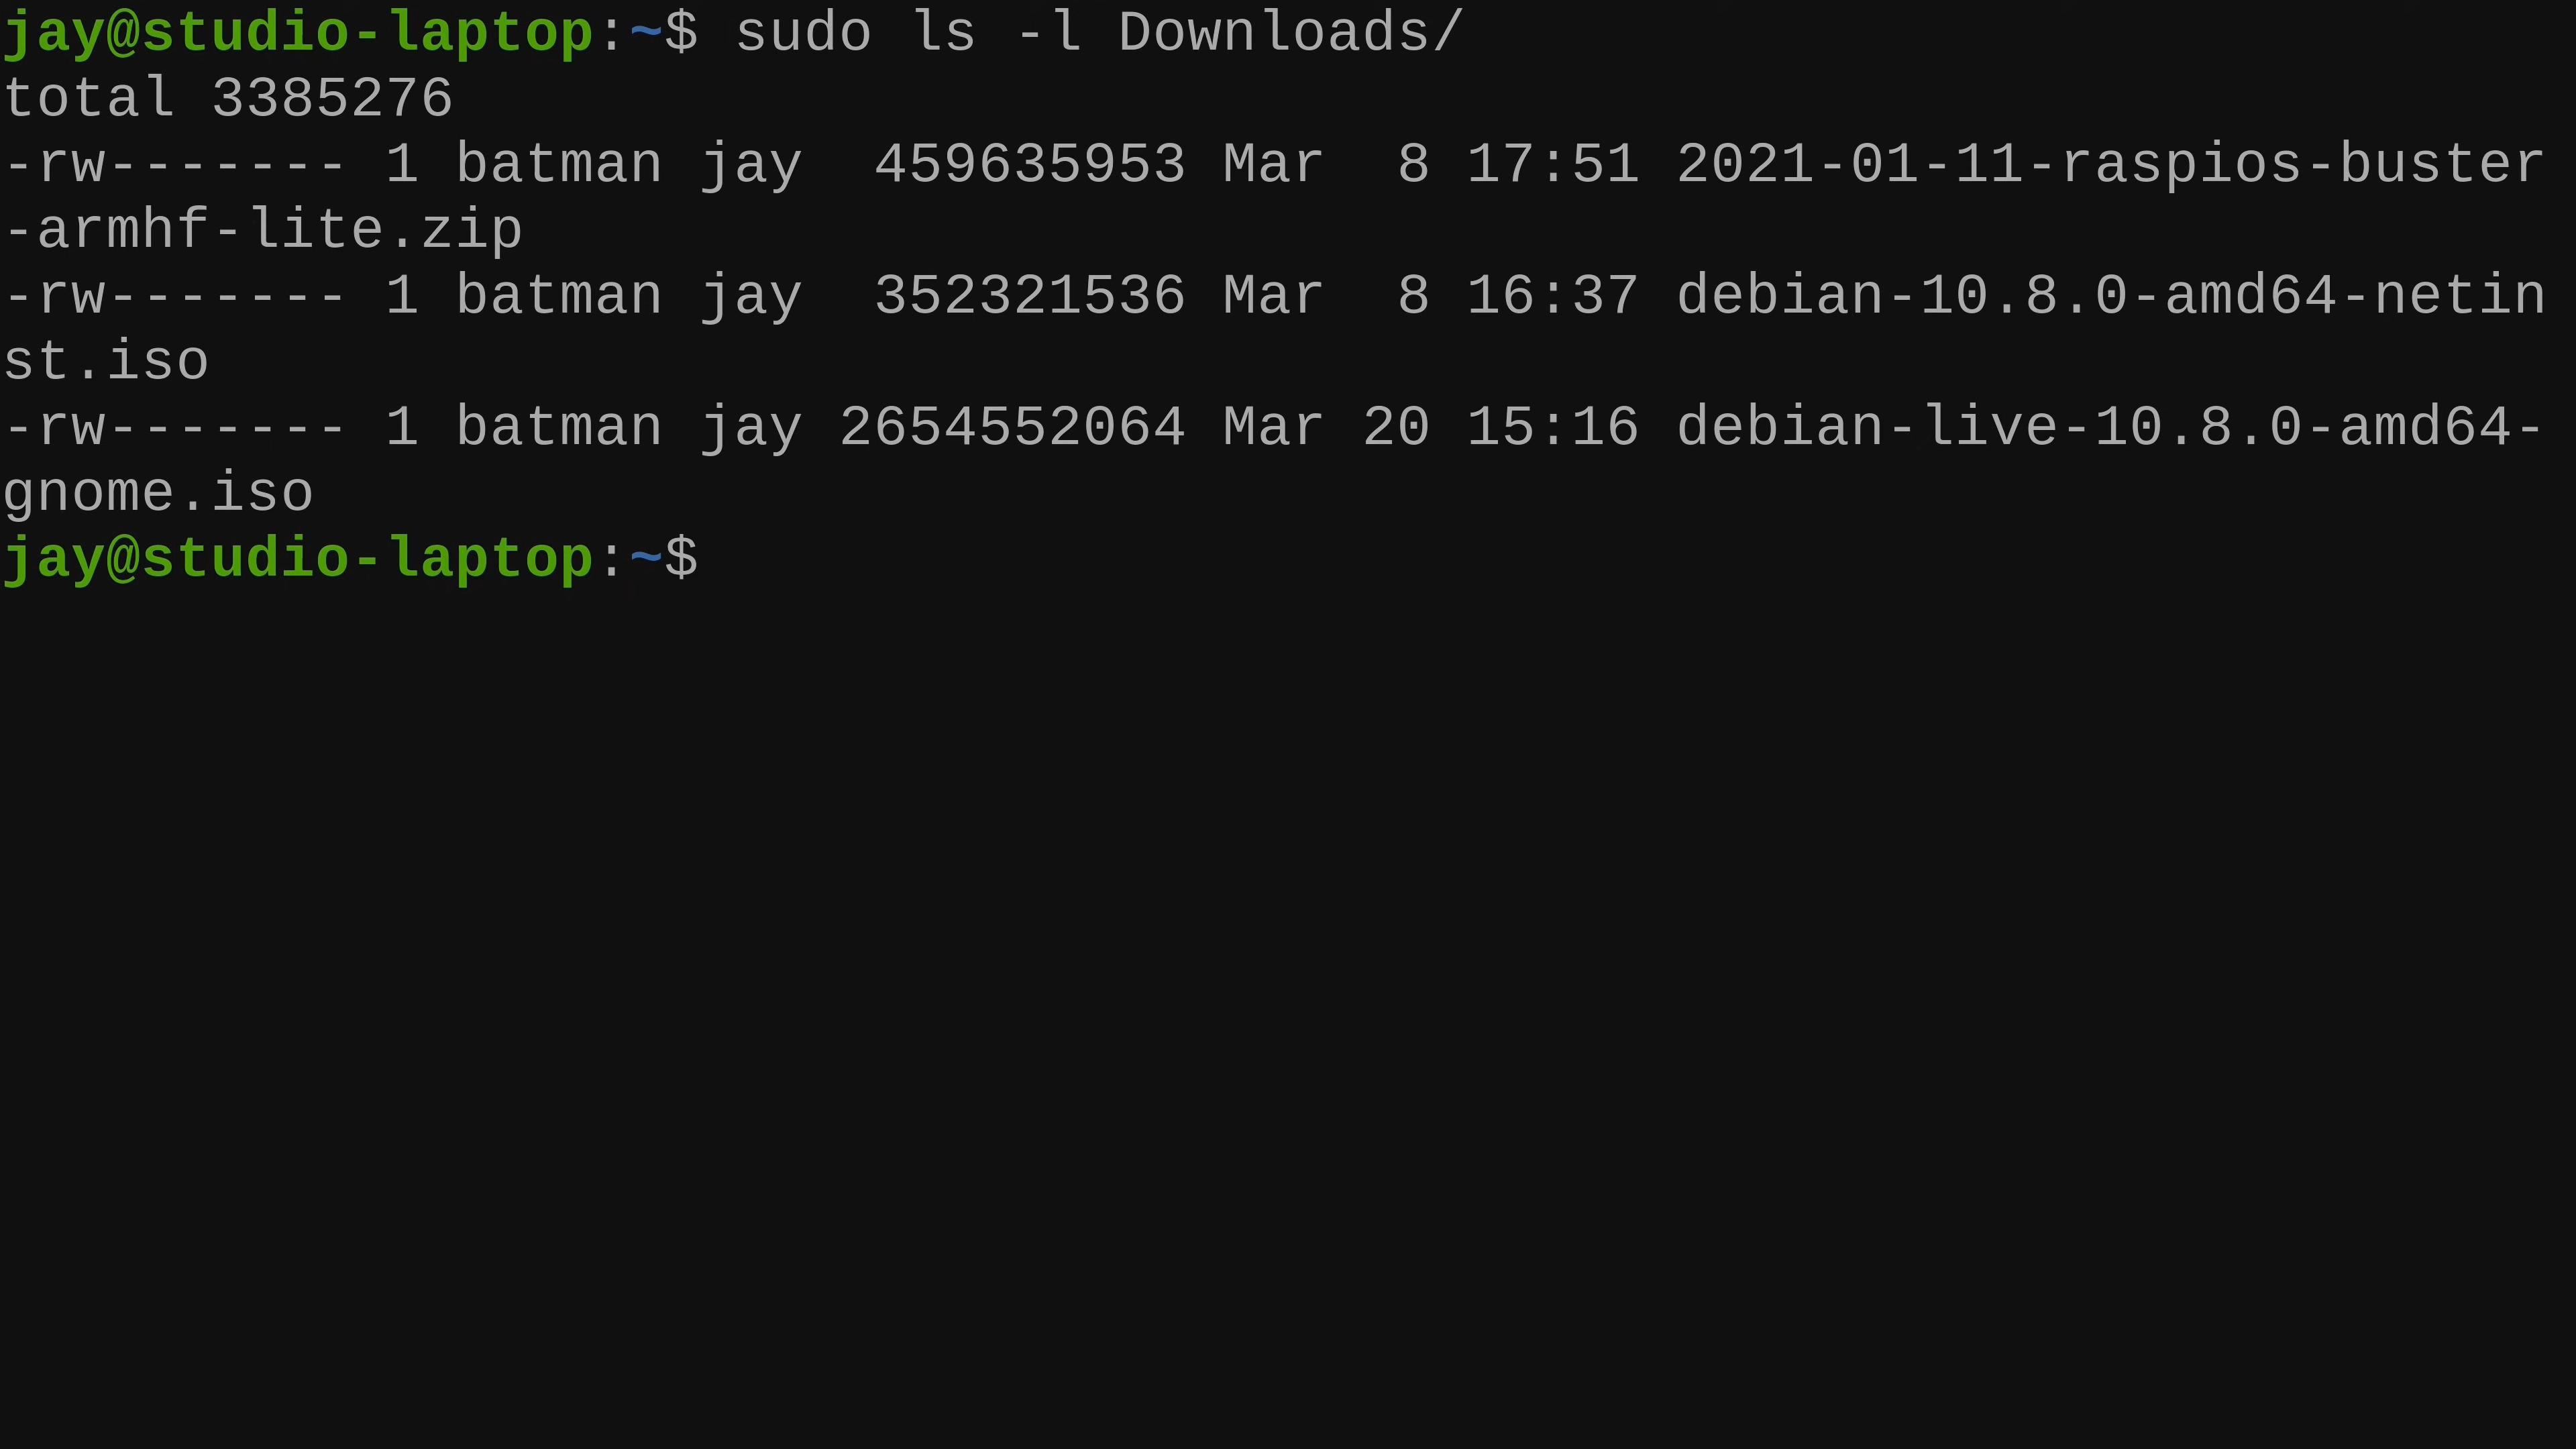 jay@studio-laptop:~$ sudo ls -l Downloads/
total 3385276
-rw------- 1 batman jay  459635953 Mar  8 17:51 2021-01-11-raspios-buster
-armhf-lite.zip
-rw------- 1 batman jay  352321536 Mar  8 16:37 debian-10.8.0-amd64-netin
st.iso
-rw------- 1 batman jay 2654552064 Mar 20 15:16 debian-live-10.8.0-amd64-
gnome.iso
jay@studio-laptop:~$